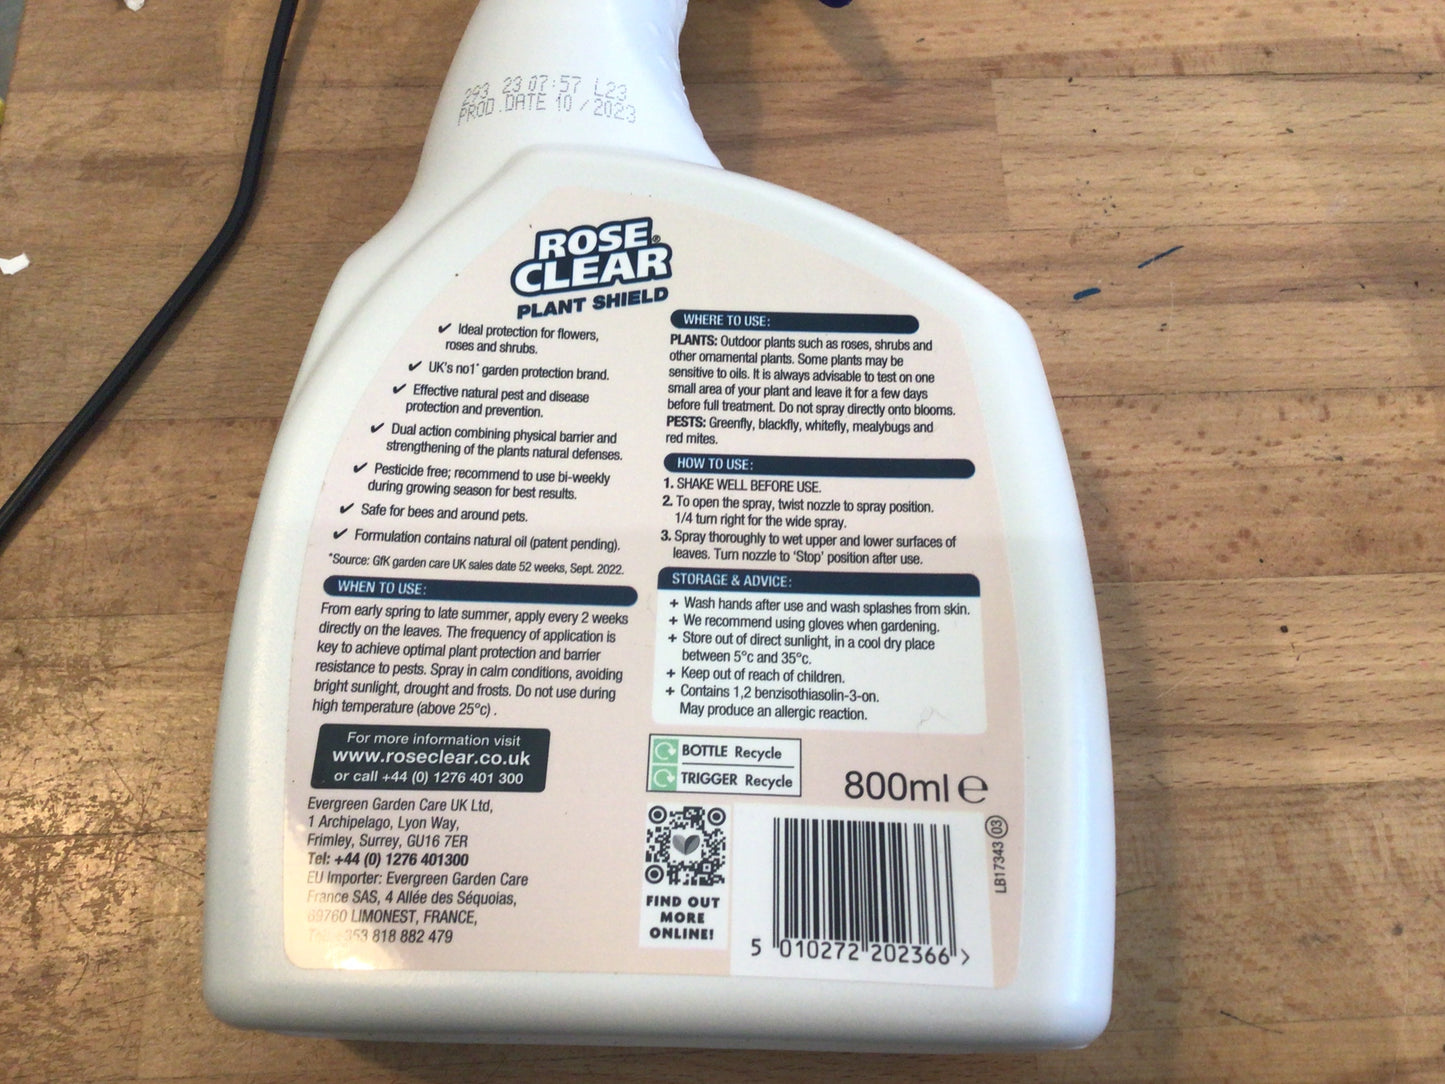 293 23 07:57 L23
PROD.DATE 10/2023
ROSE
CLEAR®
PLANT SHIELD
✔ Ideal protection for flowers,
roses and shrubs.
✔ UK's no1* garden protection brand.
✔ Effective natural pest and disease
protection and prevention.
✔ Dual action combining physical barrier and
strengthening of the plants natural defenses.
✔ Pesticide free; recommend to use bi-weekly
during growing season for best results.
✔ Safe for bees and around pets.
✔ Formulation contains natural oil (patent pending).
*Source: GfK garden care UK sales date 52 weeks, Sept. 2022.
WHEN TO USE:
From early spring to late summer, apply every 2 weeks
directly on the leaves. The frequency of application is
key to achieve optimal plant protection and barrier
resistance to pests. Spray in calm conditions, avoiding
bright sunlight, drought and frosts. Do not use during
high temperature (above 25°c) .
For more information visit
www.roseclear.co.uk
or call +44 (0) 1276 401 300
Evergreen Garden Care UK Ltd,
1 Archipelago, Lyon Way,
Frimley, Surrey, GU16 7ER
Tel: +44 (0) 1276 401300
EU Importer: Evergreen Garden Care
France SAS, 4 Allée des Séquoias,
69760 LIMONEST, FRANCE,
Tel: +353 818 882 479
WHERE TO USE:
PLANTS: Outdoor plants such as roses, shrubs and
other ornamental plants. Some plants may be
sensitive to oils. It is always advisable to test on one
small area of your plant and leave it for a few days
before full treatment. Do not spray directly onto blooms.
PESTS: Greenfly, blackfly, whitefly, mealybugs and
red mites.
HOW TO USE:
1. SHAKE WELL BEFORE USE.
2. To open the spray, twist nozzle to spray position.
1/4 turn right for the wide spray.
3. Spray thoroughly to wet upper and lower surfaces of
leaves. Turn nozzle to 'Stop' position after use.
STORAGE & ADVICE:
+ Wash hands after use and wash splashes from skin.
+ We recommend using gloves when gardening.
+ Store out of direct sunlight, in a cool dry place
between 5°c and 35°c.
+ Keep out of reach of children.
+ Contains 1,2 benzisothiasolin-3-on.
May produce an allergic reaction.
BOTTLE Recycle
TRIGGER Recycle
800ml ℮
FIND OUT
MORE
ONLINE!
5 010272 202366 >
LB17343 03